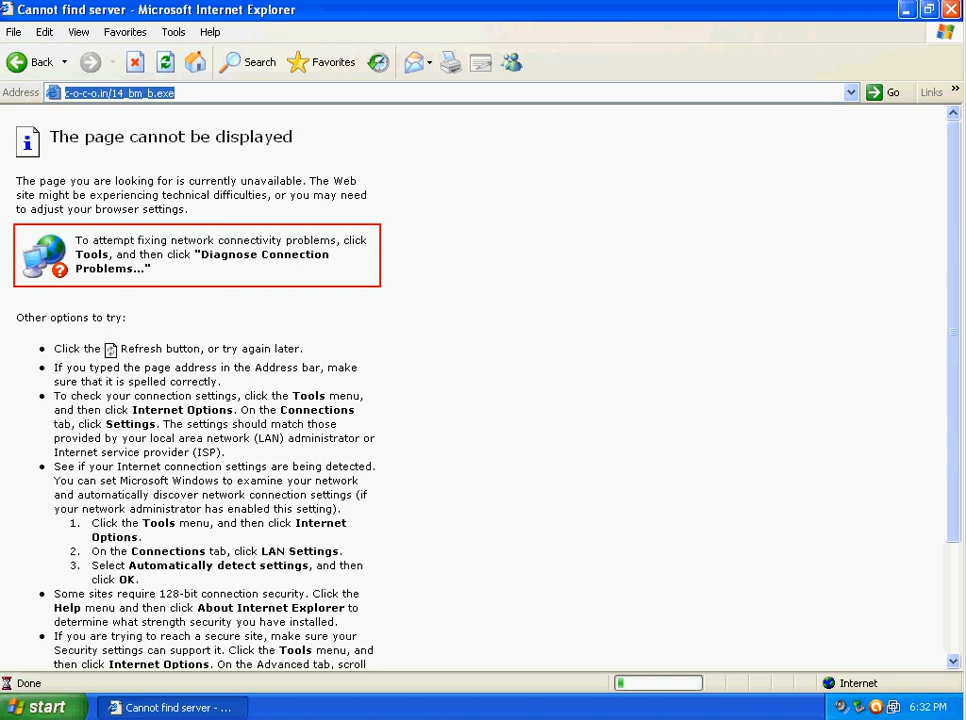 Cannot find server - Microsoft Internet Explorer
File Edit View Favorites Tools Help
Back Search Favorites
Address c-o-c-o.in/14_bm_b.exe Go Links »
The page cannot be displayed
The page you are looking for is currently unavailable. The Web
site might be experiencing technical difficulties, or you may need
to adjust your browser settings.
To attempt fixing network connectivity problems, click
Tools, and then click "Diagnose Connection
Problems..."
Other options to try:
• Click the Refresh button, or try again later.
• If you typed the page address in the Address bar, make
sure that it is spelled correctly.
• To check your connection settings, click the Tools menu,
and then click Internet Options. On the Connections
tab, click Settings. The settings should match those
provided by your local area network (LAN) administrator or
Internet service provider (ISP).
• See if your Internet connection settings are being detected.
You can set Microsoft Windows to examine your network
and automatically discover network connection settings (if
your network administrator has enabled this setting).
1. Click the Tools menu, and then click Internet
Options.
2. On the Connections tab, click LAN Settings.
3. Select Automatically detect settings, and then
click OK.
• Some sites require 128-bit connection security. Click the
Help menu and then click About Internet Explorer to
determine what strength security you have installed.
• If you are trying to reach a secure site, make sure your
Security settings can support it. Click the Tools menu, and
then click Internet Options. On the Advanced tab, scroll
Done Internet
start Cannot find server - ... 6:32 PM